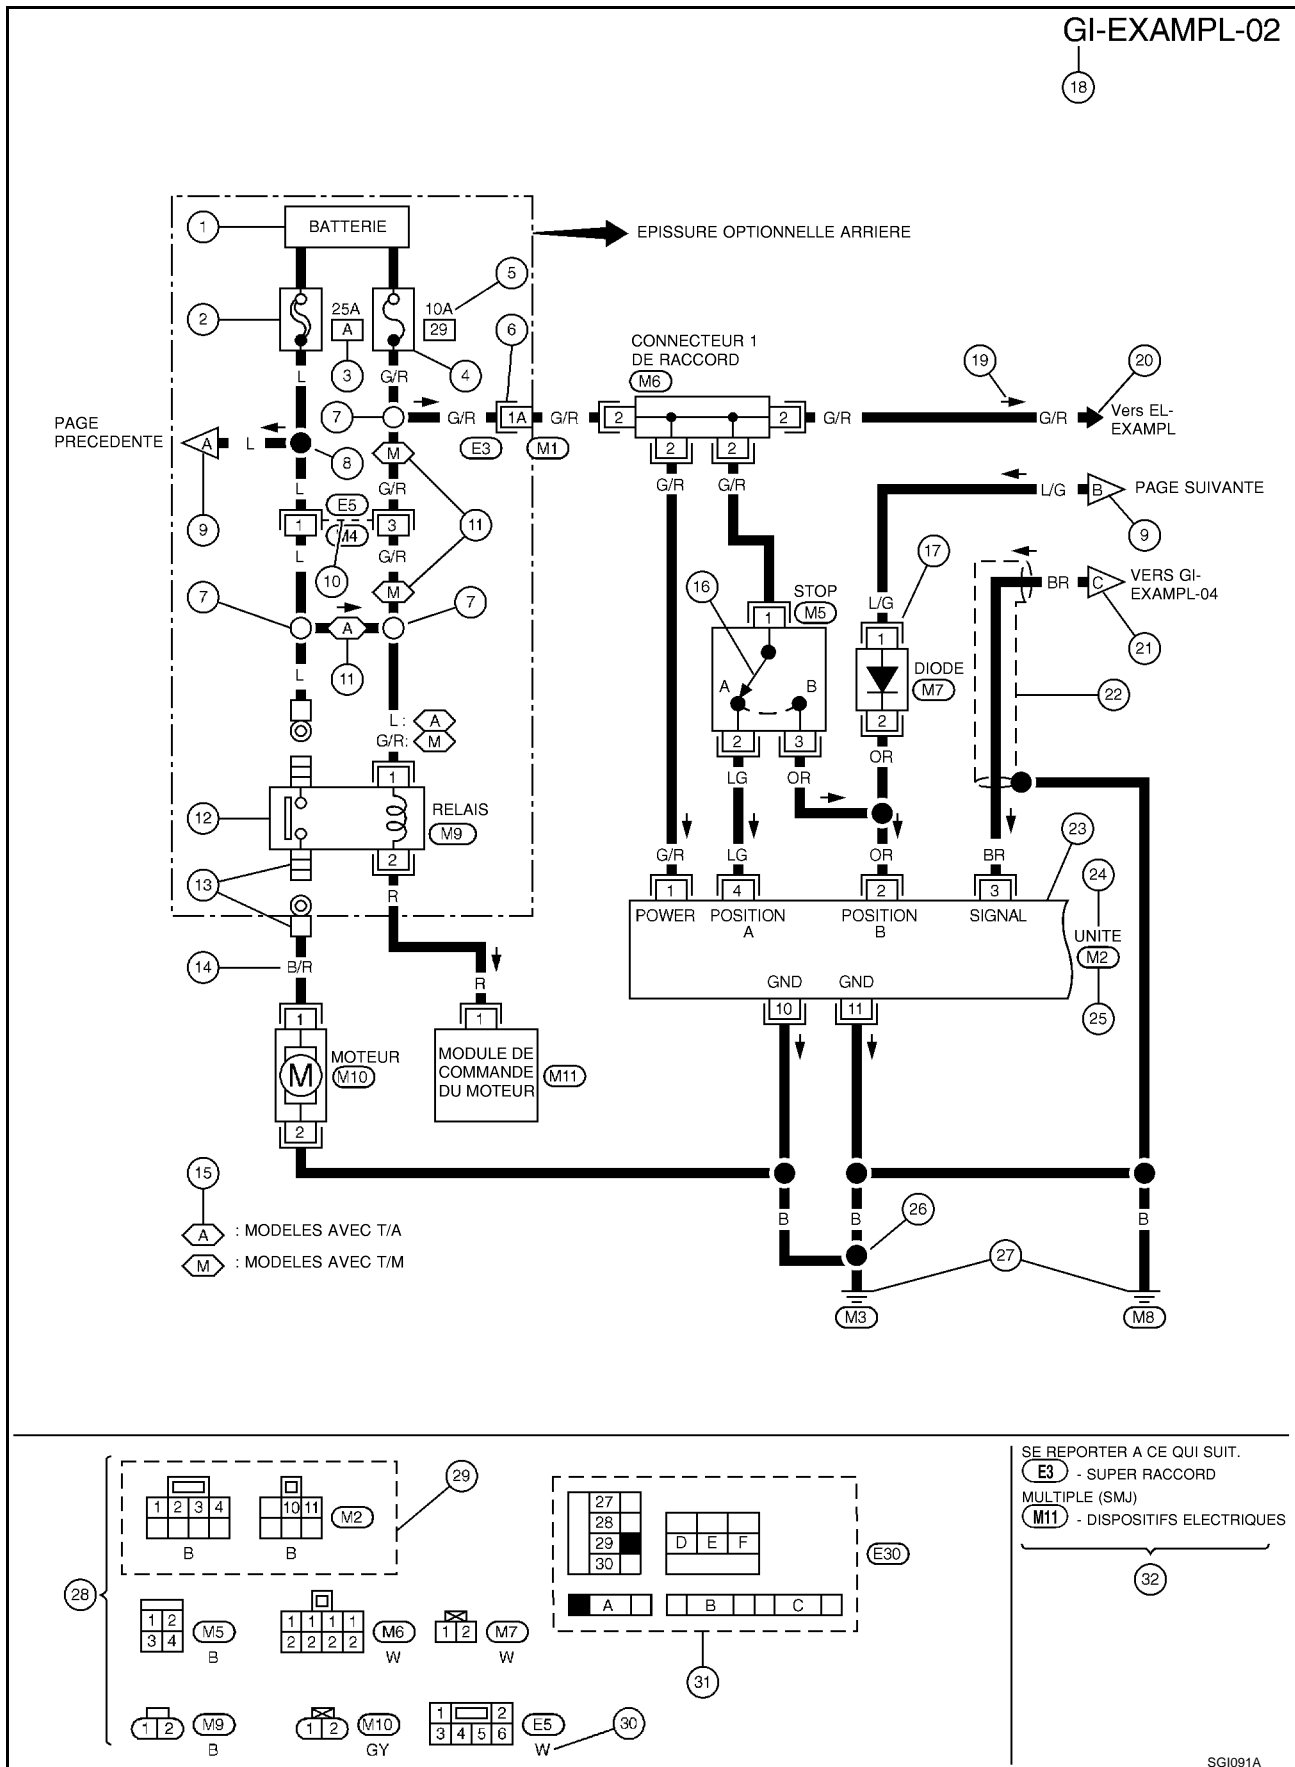 GI-EXAMPL-02
18
1
BATTERIE
EPISSURE OPTIONNELLE ARRIERE
5
2
25A
A
10A
29
6
3
4
CONNECTEUR 1
DE RACCORD
M6
19
20
L
G/R
7
G/R
1A
G/R
2
2
G/R
G/R
Vers EL-
EXAMPL
PAGE
PRECEDENTE
A
L
8
M
E3
M1
2
2
L
G/R
G/R
G/R
L/G
B
PAGE SUIVANTE
9
1
E5
M4
3
11
9
L
G/R
10
17
BR
C
VERS GI-
EXAMPL-04
M
16
STOP
M5
L/G
7
A
7
1
1
21
L
11
A
B
DIODE
M7
22
L :
A
G/R:
M
2
3
2
1
LG
OR
OR
12
RELAIS
M9
23
2
G/R
LG
OR
BR
13
R
1
4
2
3
24
POWER
POSITION
A
POSITION
B
SIGNAL
UNITE
M2
14
B/R
R
GND
GND
1
1
10
11
25
M
MOTEUR
M10
MODULE DE
COMMANDE
DU MOTEUR
M11
2
15
A
: MODELES AVEC T/A
B
B
26
B
M
: MODELES AVEC T/M
27
M3
M8
28
1 2 3 4
10 11
M2
29
B
B
27
28
29
30
D E F
E30
A
B
C
31
SE REPORTER A CE QUI SUIT.
E3 - SUPER RACCORD
MULTIPLE (SMJ)
M11 - DISPOSITIFS ELECTRIQUES
32
1 2
3 4
M5
B
1 1 1 1
2 2 2 2
M6
W
1 2
M7
W
1 2
M9
B
1 2
M10
GY
1 2
3 4 5 6
E5
W
30
SGI091A